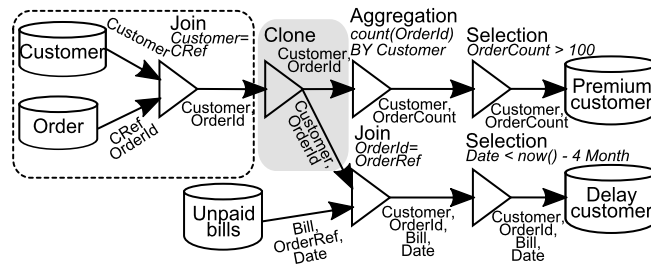 Join
Customer=
CRef
Customer
Customer
Order
CRef
OrderId
Customer,
OrderId
Clone
Customer,
OrderId
Customer,
OrderId
Aggregation
count(OrderId)
BY Customer
Customer,
OrderCount
Selection
OrderCount > 100
Customer,
OrderCount
Premium
customer
Join
OrderId=
OrderRef
Unpaid
bills
Bill,
OrderRef,
Date
Customer,
OrderId,
Bill,
Date
Selection
Date < now() - 4 Month
Customer,
OrderId,
Bill,
Date
Delay
customer